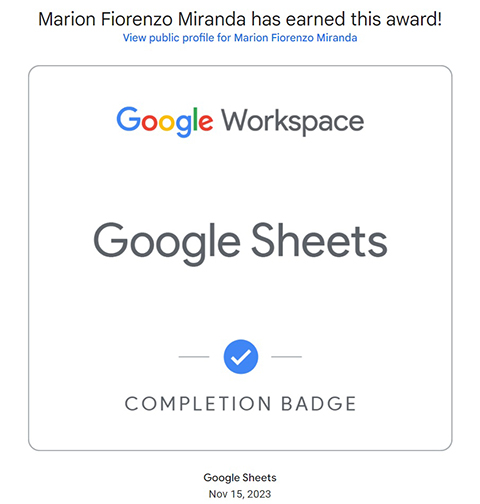 Marion Fiorenzo Miranda has earned this award!
View public profile for Marion Fiorenzo Miranda
Google Workspace
Google Sheets
COMPLETION BADGE
Google Sheets
Nov 15, 2023